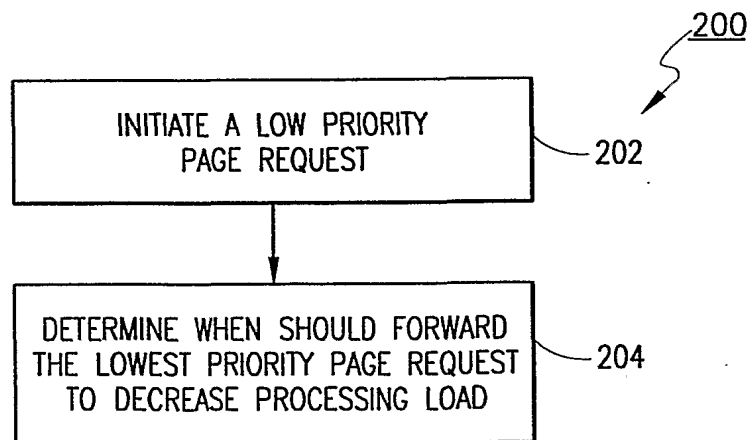 200
INITIATE A LOW PRIORITY
PAGE REQUEST
202
DETERMINE WHEN SHOULD FORWARD
THE LOWEST PRIORITY PAGE REQUEST
TO DECREASE PROCESSING LOAD
204